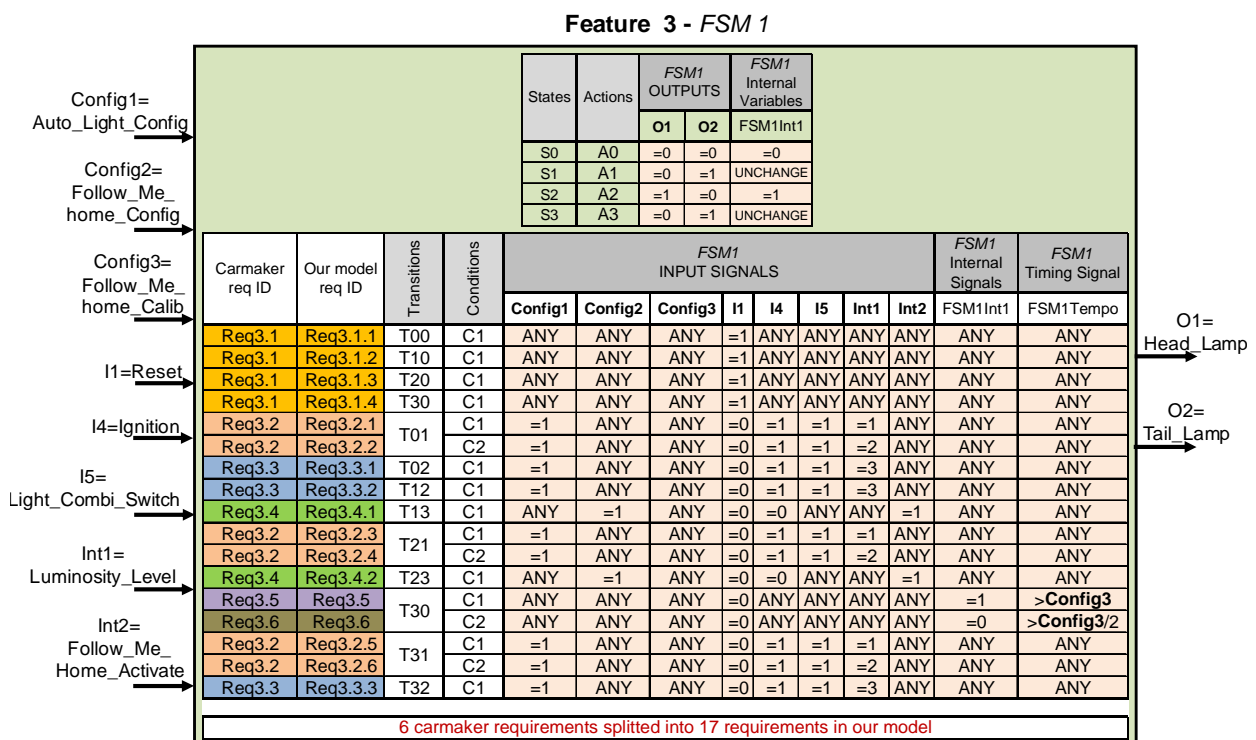 Feature 3 - FSM 1
Config1=
Auto_Light_Config
Config2=
Follow_Me_
home_Config
Config3=
Follow_Me_
home_Calib
I1=Reset
I4=Ignition
I5=
Light_Combi_Switch
Int1=
Luminosity_Level
Int2=
Follow_Me_
Home_Activate
States Actions FSM1 OUTPUTS FSM1 Internal Variables
O1 O2 FSM1Int1
S0 A0 =0 =0 =0
S1 A1 =0 =1 UNCHANGE
S2 A2 =1 =0 =1
S3 A3 =0 =1 UNCHANGE
Carmaker req ID Our model req ID Transitions Conditions FSM1 INPUT SIGNALS FSM1 Internal Signals FSM1 Timing Signal
Config1 Config2 Config3 I1 I4 I5 Int1 Int2 FSM1Int1 FSM1Tempo
Req3.1 Req3.1.1 T00 C1 ANY ANY ANY =1 ANY ANY ANY ANY ANY ANY
Req3.1 Req3.1.2 T10 C1 ANY ANY ANY =1 ANY ANY ANY ANY ANY ANY
Req3.1 Req3.1.3 T20 C1 ANY ANY ANY =1 ANY ANY ANY ANY ANY ANY
Req3.1 Req3.1.4 T30 C1 ANY ANY ANY =1 ANY ANY ANY ANY ANY ANY
Req3.2 Req3.2.1 T01 C1 =1 ANY ANY =0 =1 =1 =1 ANY ANY ANY
Req3.2 Req3.2.2 C2 =1 ANY ANY =0 =1 =1 =2 ANY ANY ANY
Req3.3 Req3.3.1 T02 C1 =1 ANY ANY =0 =1 =1 =3 ANY ANY ANY
Req3.3 Req3.3.2 T12 C1 =1 ANY ANY =0 =1 =1 =3 ANY ANY ANY
Req3.4 Req3.4.1 T13 C1 ANY =1 ANY =0 =0 ANY ANY =1 ANY ANY
Req3.2 Req3.2.3 T21 C1 =1 ANY ANY =0 =1 =1 =1 ANY ANY ANY
Req3.2 Req3.2.4 C2 =1 ANY ANY =0 =1 =1 =2 ANY ANY ANY
Req3.4 Req3.4.2 T23 C1 ANY =1 ANY =0 =0 ANY ANY =1 ANY ANY
Req3.5 Req3.5 T30 C1 ANY ANY ANY =0 ANY ANY ANY ANY =1 >Config3
Req3.6 Req3.6 C2 ANY ANY ANY =0 ANY ANY ANY ANY =0 >Config3/2
Req3.2 Req3.2.5 T31 C1 =1 ANY ANY =0 =1 =1 =1 ANY ANY ANY
Req3.2 Req3.2.6 C2 =1 ANY ANY =0 =1 =1 =2 ANY ANY ANY
Req3.3 Req3.3.3 T32 C1 =1 ANY ANY =0 =1 =1 =3 ANY ANY ANY
6 carmaker requirements splitted into 17 requirements in our model
O1=
Head_Lamp
O2=
Tail_Lamp